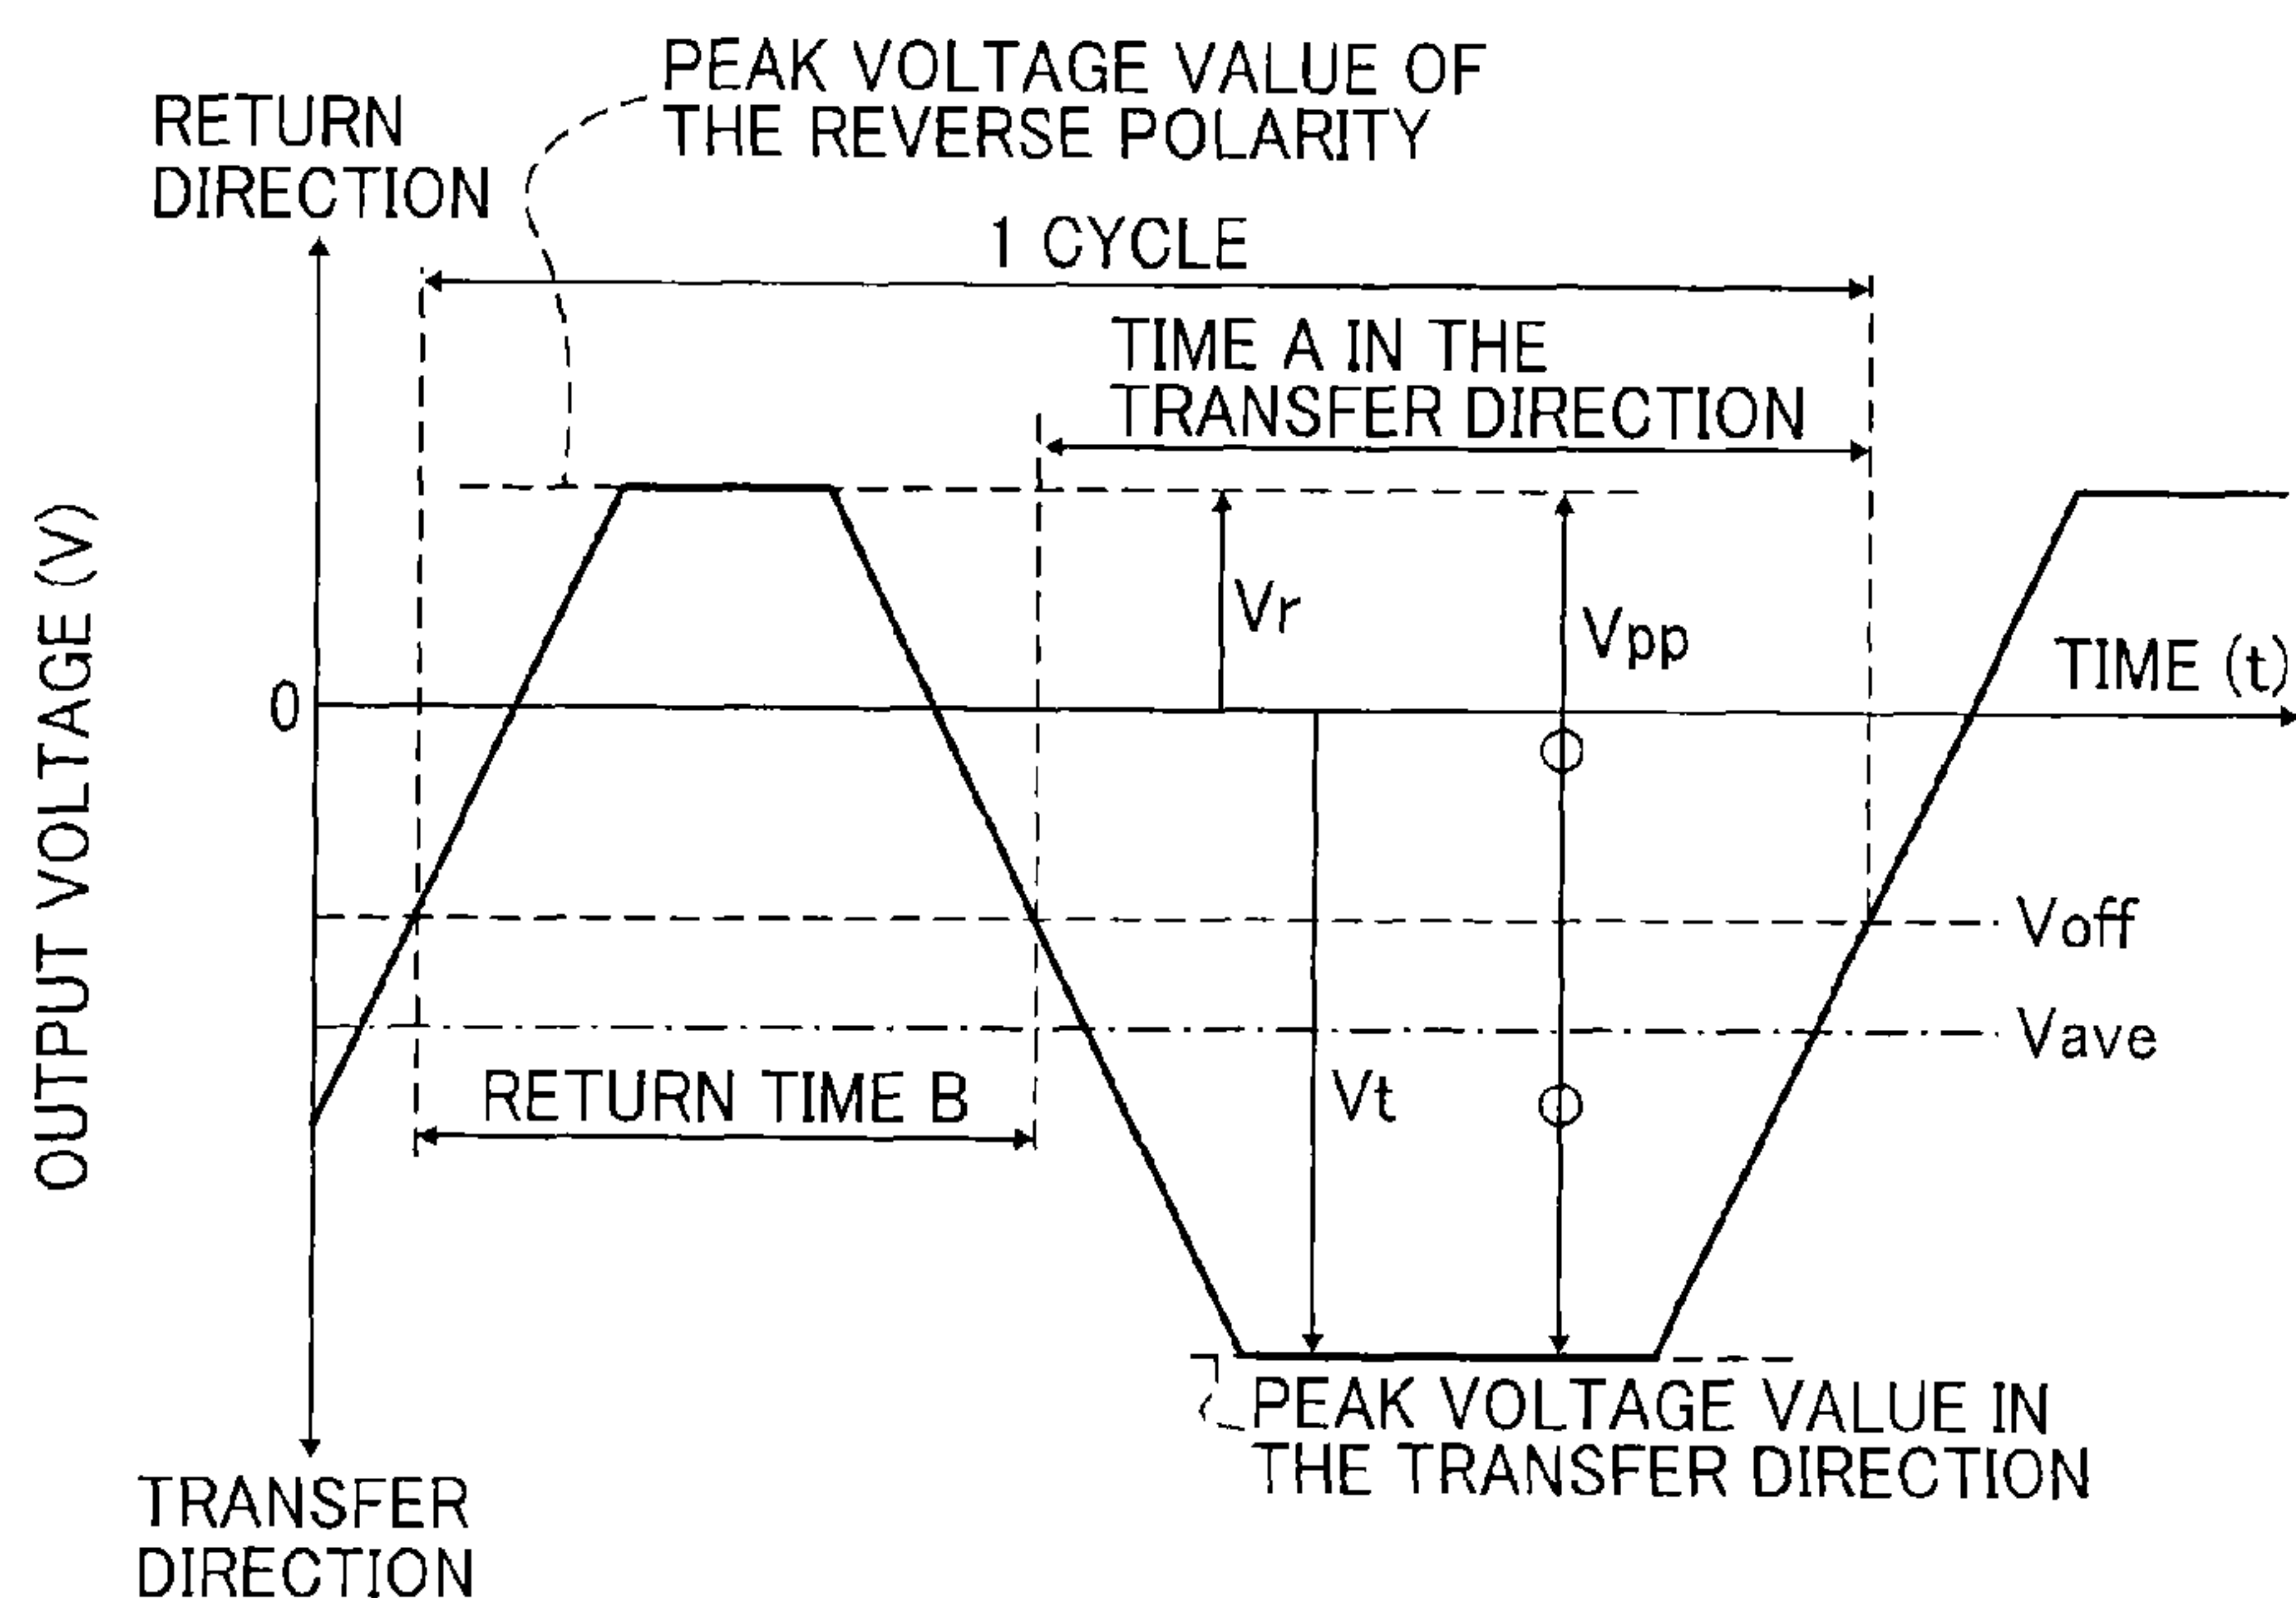 PEAK VOLTAGE VALUE OF
THE REVERSE POLARITY
RETURN
DIRECTION
1 CYCLE
TIME A IN THE
TRANSFER DIRECTION
OUTPUT VOLTAGE (V)
Vr
Vpp
TIME (t)
0
Voff
Vave
RETURN TIME B
Vt
PEAK VOLTAGE VALUE IN
THE TRANSFER DIRECTION
TRANSFER
DIRECTION